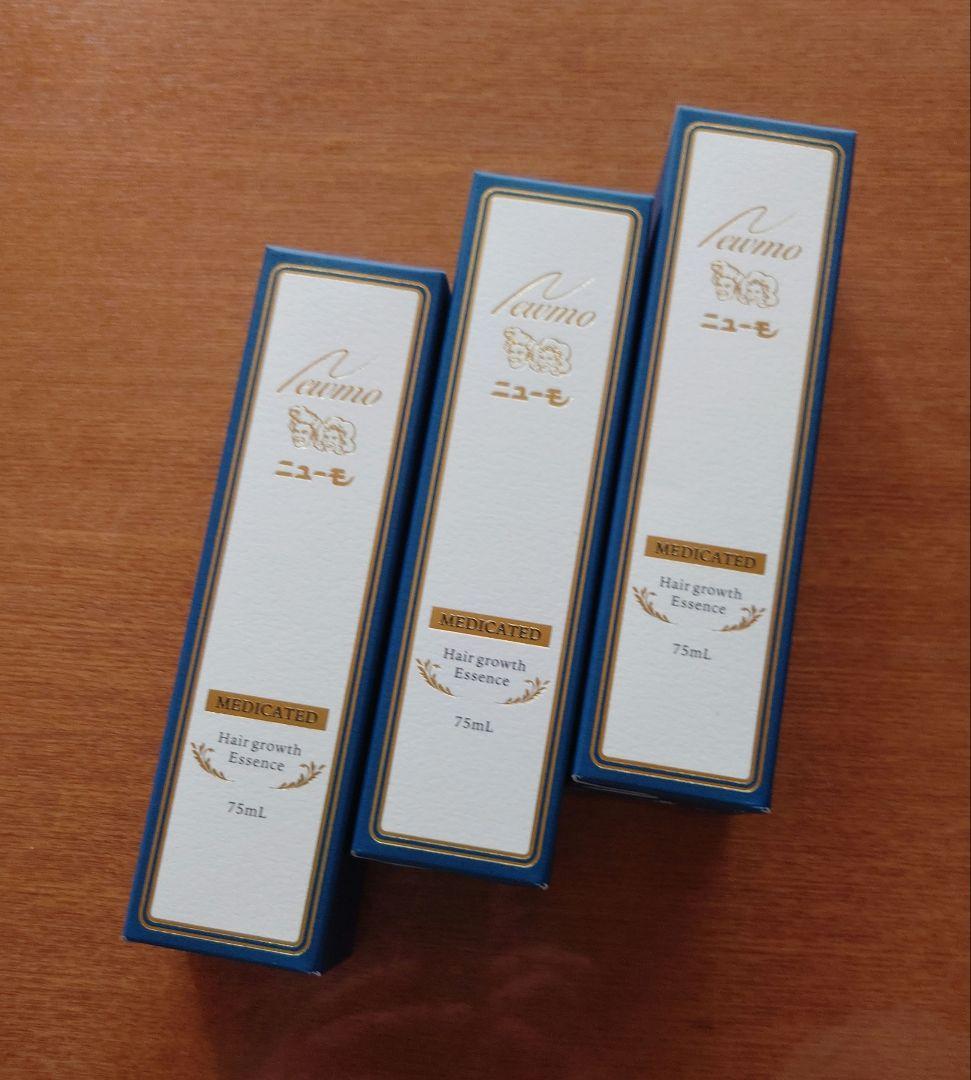 Newmo
ニューモ
MEDICATED
Hair growth
Essence
75mL
Newmo
ニューモ
MEDICATED
Hair growth
Essence
75mL
Newmo
ニューモ
MEDICATED
Hair growth
Essence
75mL